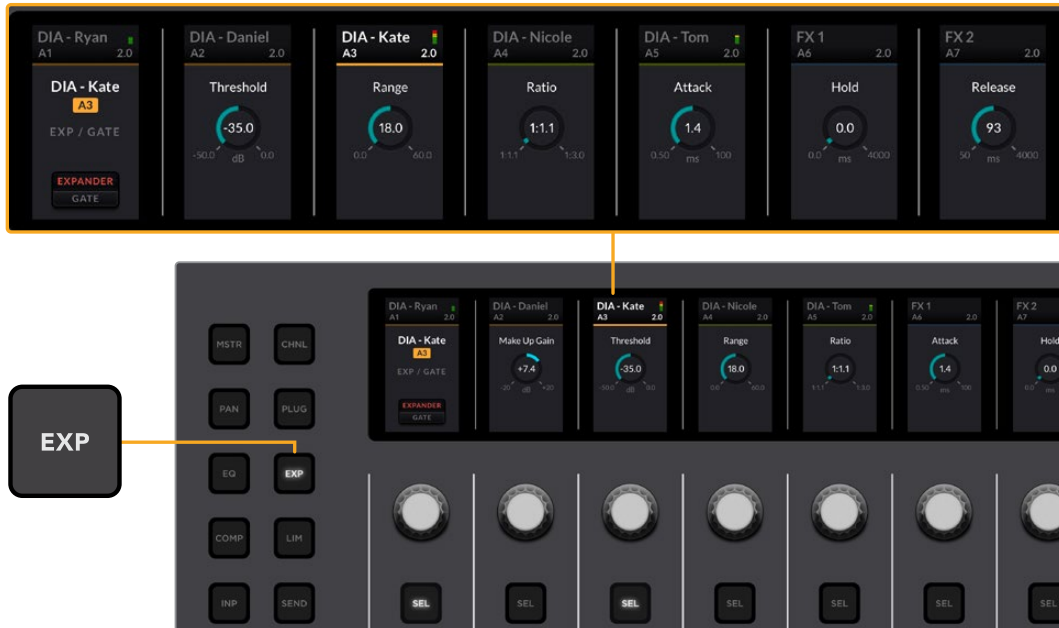 DIA - Ryan DIA - Daniel DIA - Kate DIA - Nicole DIA - Tom FX 1 FX 2
A1 2.0 A2 2.0 A3 2.0 A4 2.0 A5 2.0 A6 2.0 A7 2.0
DIA - Kate Threshold Range Ratio Attack Hold Release
A3
EXP / GATE -35.0 18.0 1:1.1 1.4 0.0 93
-50.0 dB 0.0 0.0 60.0 1:1.1 1:3.0 0.50 ms 100 0.0 ms 4000 50 ms 4000
EXPANDER
GATE
DIA - Ryan DIA - Daniel DIA - Kate DIA - Nicole DIA - Tom FX 1 FX 2
A1 2.0 A2 2.0 A3 2.0 A4 2.0 A5 2.0 A6 2.0 A7
DIA - Kate Make Up Gain Threshold Range Ratio Attack Hold
A3
EXP / GATE +7.4 -35.0 18.0 1:1.1 1.4 0.0
-20 dB +20 -50.0 dB 0.0 0.0 60.0 1:1.1 1:3.0 0.50 ms 100 0.0 ms
EXPANDER
GATE
MSTR CHNL
PAN PLUG
EXP
EQ EXP
COMP LIM
INP SEND
SEL SEL SEL SEL SEL SEL SEL